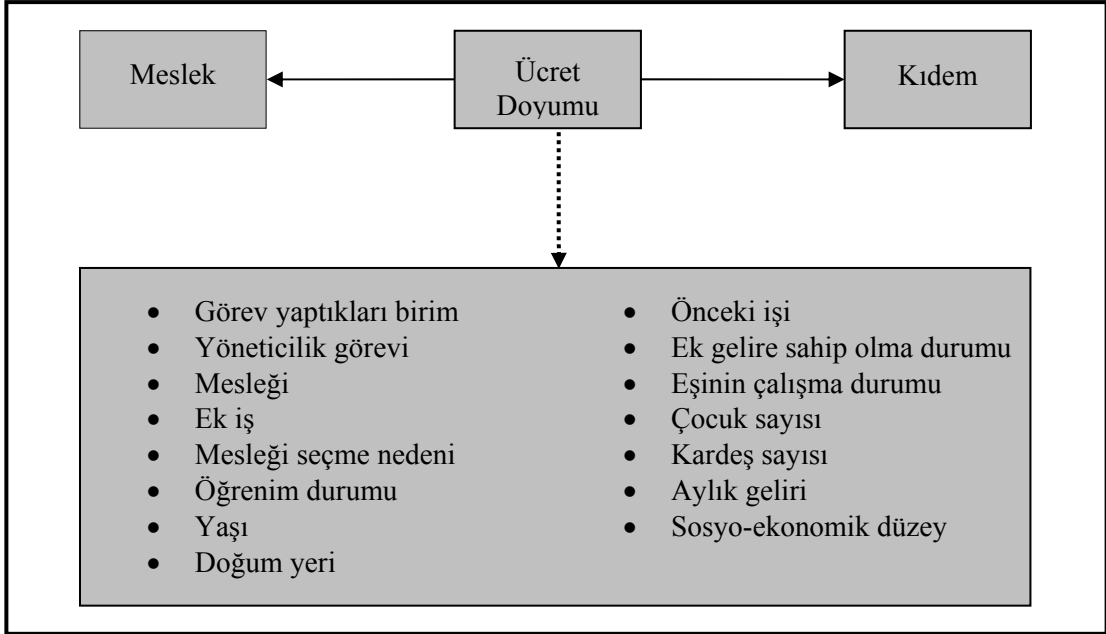 Meslek
Ücret
Doyumu
Kıdem
• Görev yaptıkları birim
• Yöneticilik görevi
• Mesleği
• Ek iş
• Mesleği seçme nedeni
• Öğrenim durumu
• Yaşı
• Doğum yeri
• Önceki işi
• Ek gelire sahip olma durumu
• Eşinin çalışma durumu
• Çocuk sayısı
• Kardeş sayısı
• Aylık geliri
• Sosyo-ekonomik düzey